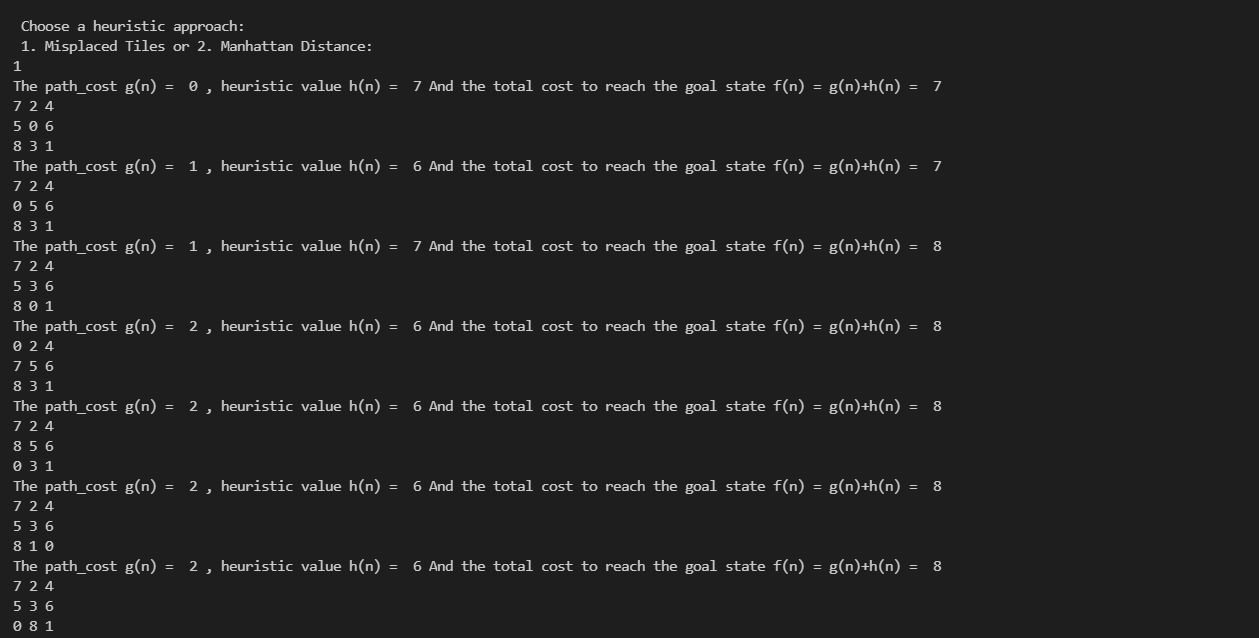 Choose a heuristic approach:
1. Misplaced Tiles or 2. Manhattan Distance:
1
The path_cost g(n) =  0 , heuristic value h(n) =  7 And the total cost to reach the goal state f(n) = g(n)+h(n) =  7
7 2 4
5 0 6
8 3 1
The path_cost g(n) =  1 , heuristic value h(n) =  6 And the total cost to reach the goal state f(n) = g(n)+h(n) =  7
7 2 4
0 5 6
8 3 1
The path_cost g(n) =  1 , heuristic value h(n) =  7 And the total cost to reach the goal state f(n) = g(n)+h(n) =  8
7 2 4
5 3 6
8 0 1
The path_cost g(n) =  2 , heuristic value h(n) =  6 And the total cost to reach the goal state f(n) = g(n)+h(n) =  8
0 2 4
7 5 6
8 3 1
The path_cost g(n) =  2 , heuristic value h(n) =  6 And the total cost to reach the goal state f(n) = g(n)+h(n) =  8
7 2 4
8 5 6
0 3 1
The path_cost g(n) =  2 , heuristic value h(n) =  6 And the total cost to reach the goal state f(n) = g(n)+h(n) =  8
7 2 4
5 3 6
8 1 0
The path_cost g(n) =  2 , heuristic value h(n) =  6 And the total cost to reach the goal state f(n) = g(n)+h(n) =  8
7 2 4
5 3 6
0 8 1